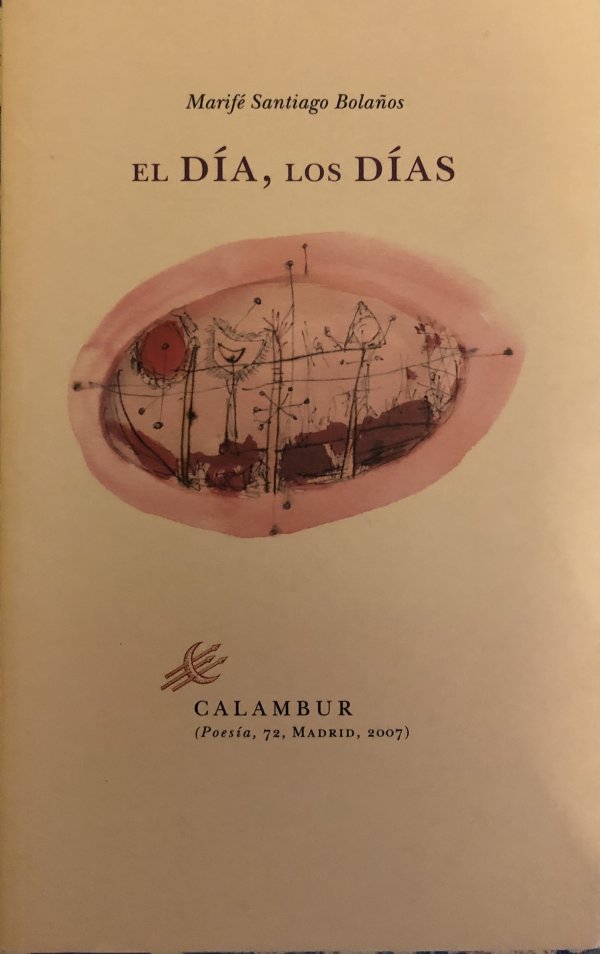 Marifé Santiago Bolaños
EL DÍA, LOS DÍAS
CALAMBUR
(Poesía, 72, MADRID, 2007)